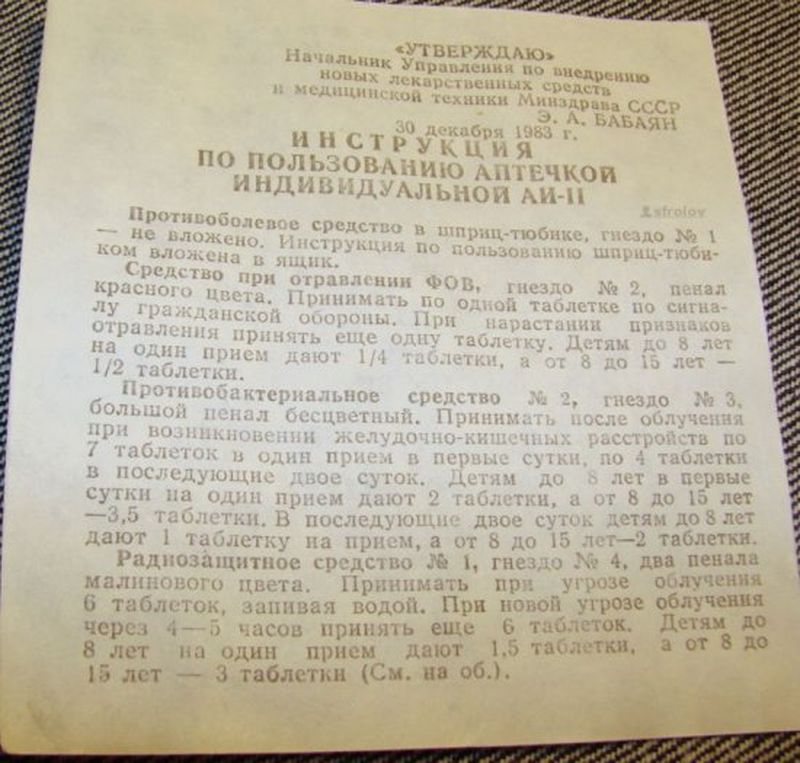 «УТВЕРЖДАЮ»
Начальник Управления по внедрению
новых лекарственных средств
и медицинской техники Минздрава СССР
Э. А. БАБАЯН
30 декабря 1983 г.
ИНСТРУКЦИЯ
ПО ПОЛЬЗОВАНИЮ АПТЕЧКОЙ
ИНДИВИДУАЛЬНОЙ АИ-II
sfrolov
Противоболевое средство в шприц-тюбике, гнездо № 1
— не вложено. Инструкция по пользованию шприц-тюби-
ком вложена в ящик.
Средство при отравлении ФОВ, гнездо № 2, пенал
красного цвета. Принимать по одной таблетке по сигна-
лу гражданской обороны. При нарастании признаков
отравления принять еще одну таблетку. Детям до 8 лет
на один прием дают 1/4 таблетки, а от 8 до 15 лет —
1/2 таблетки.
Противобактериальное средство № 2, гнездо № 3,
большой пенал бесцветный. Принимать после облучения
при возникновении желудочно-кишечных расстройств по
7 таблеток в один прием в первые сутки, по 4 таблетки
в последующие двое суток. Детям до 8 лет в первые
сутки на один прием дают 2 таблетки, а от 8 до 15 лет
—3,5 таблетки. В последующие двое суток детям до 8 лет
дают 1 таблетку на прием, а от 8 до 15 лет—2 таблетки.
Радиозащитное средство № 1, гнездо № 4, два пенала
малинового цвета. Принимать при угрозе облучения
6 таблеток, запивая водой. При новой угрозе облучения
через 4—5 часов принять еще 6 таблеток. Детям до
8 лет на один прием дают 1,5 таблетки, а от 8 до
15 лет — 3 таблетки (См. на об.).